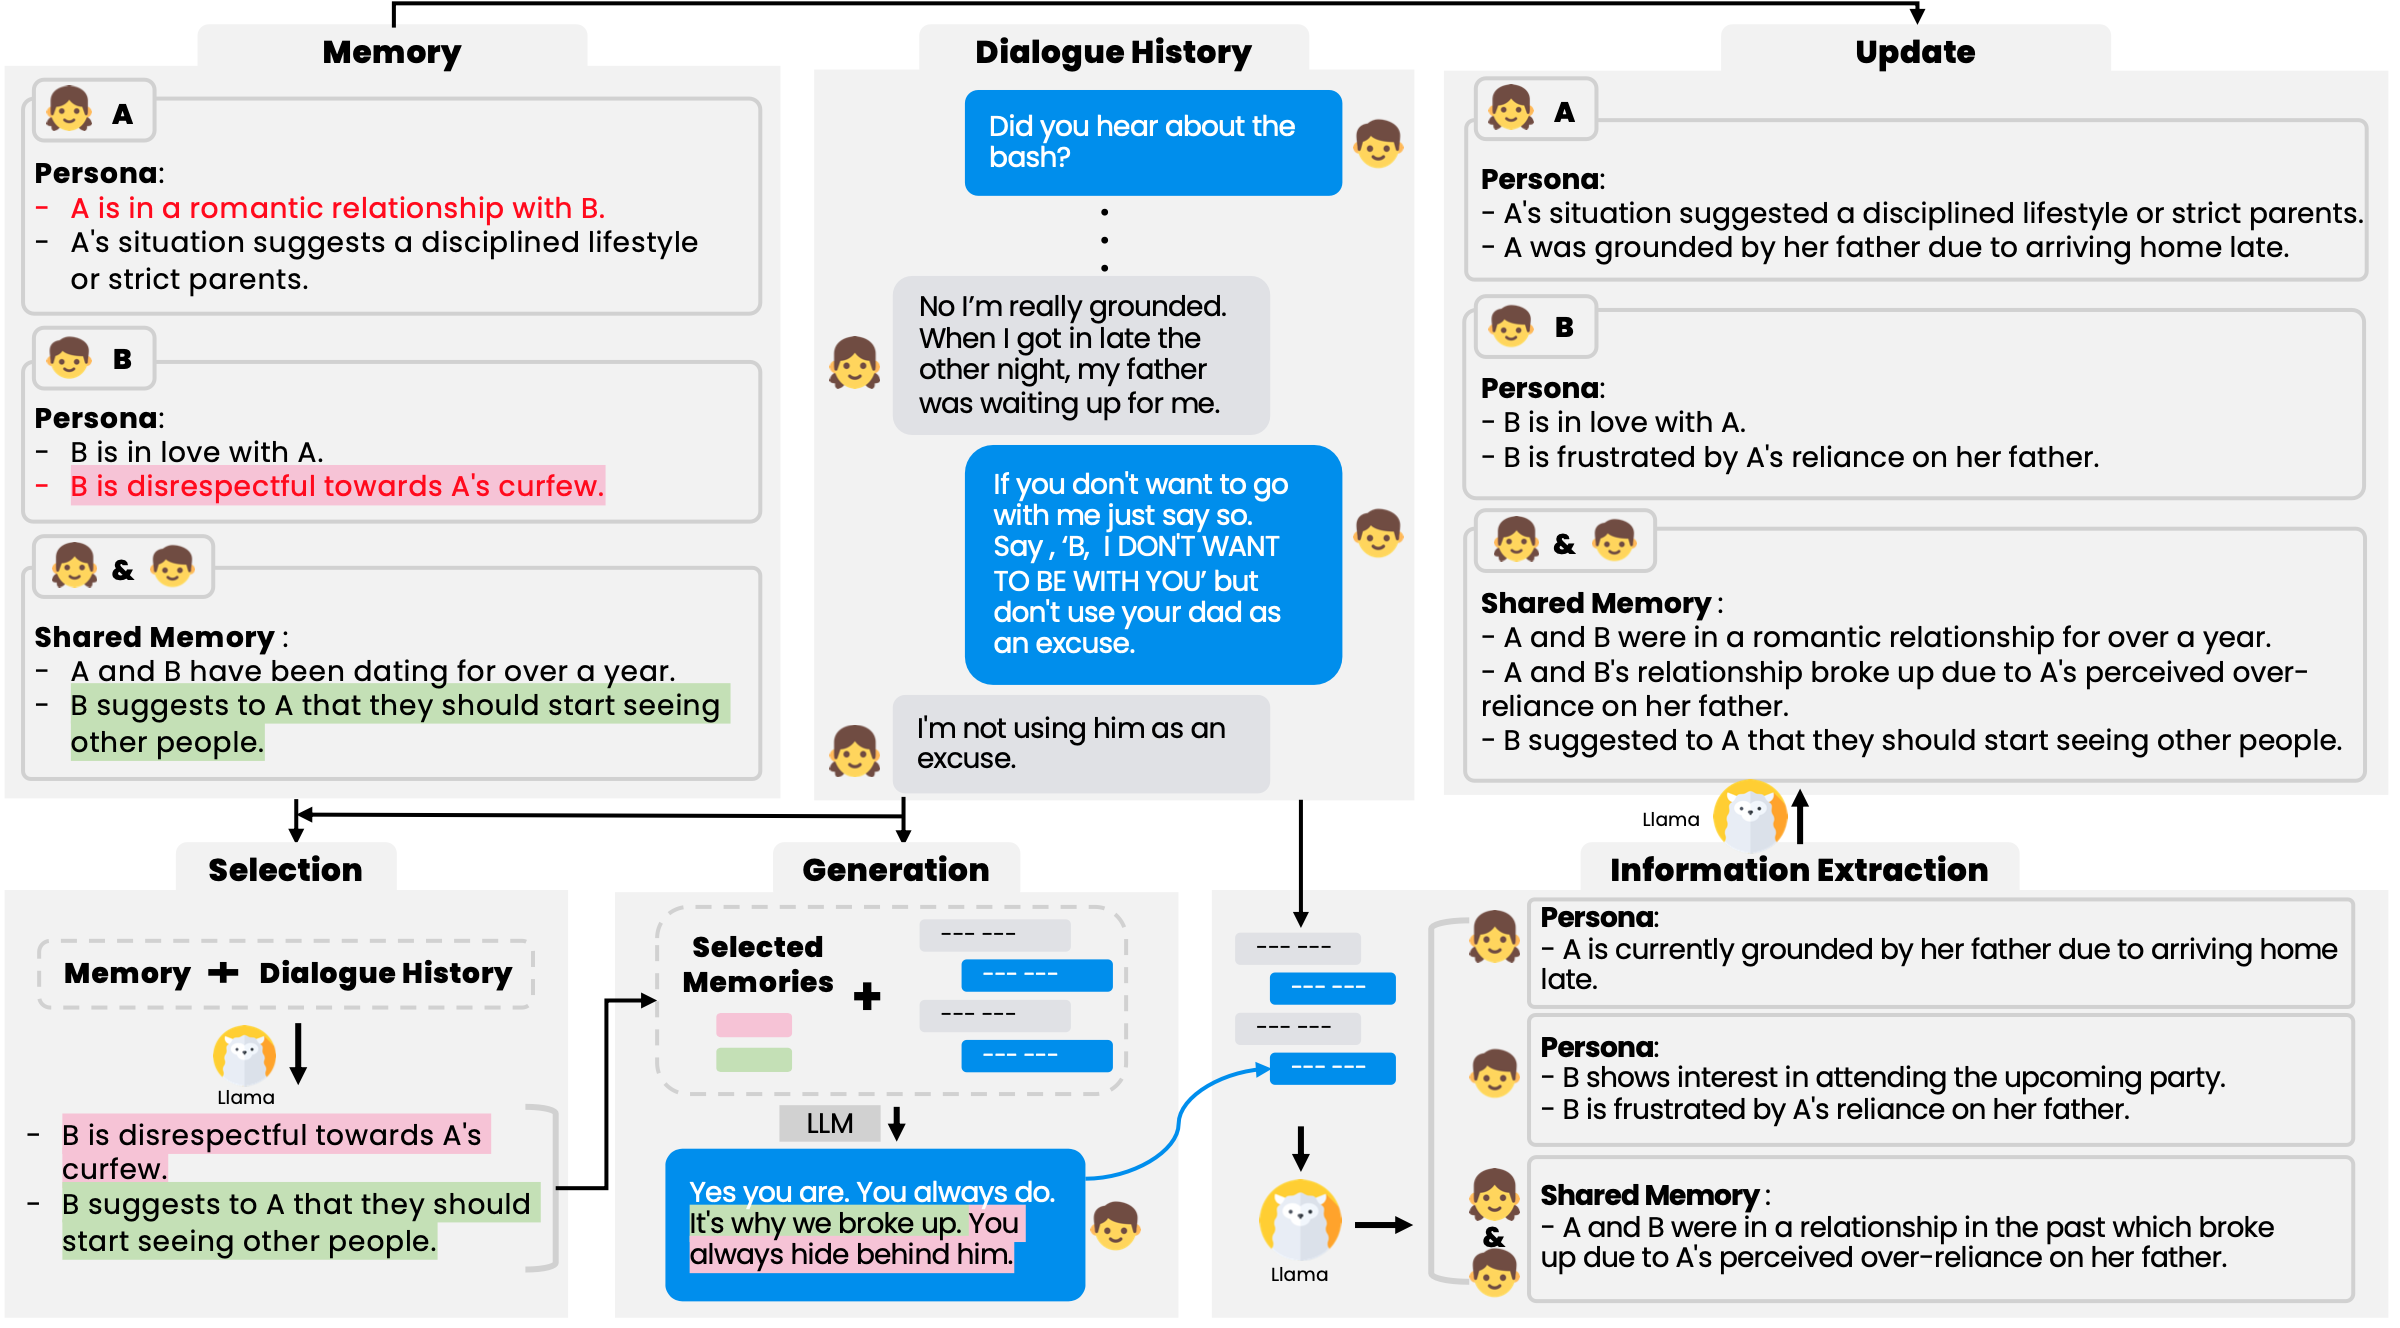 Memory
A
Persona:
- A is in a romantic relationship with B.
- A's situation suggests a disciplined lifestyle
or strict parents.
B
Persona:
- B is in love with A.
- B is disrespectful towards A's curfew.
&
Shared Memory :
- A and B have been dating for over a year.
- B suggests to A that they should start seeing
other people.
Dialogue History
Did you hear about the
bash?
No I’m really grounded.
When I got in late the
other night, my father
was waiting up for me.
If you don't want to go
with me just say so.
Say , ‘B, I DON'T WANT
TO BE WITH YOU’ but
don't use your dad as
an excuse.
I'm not using him as an
excuse.
Update
A
Persona:
- A's situation suggested a disciplined lifestyle or strict parents.
- A was grounded by her father due to arriving home late.
B
Persona:
- B is in love with A.
- B is frustrated by A's reliance on her father.
&
Shared Memory :
- A and B were in a romantic relationship for over a year.
- A and B's relationship broke up due to A's perceived over-
reliance on her father.
- B suggested to A that they should start seeing other people.
Llama
Selection
Memory + Dialogue History
Llama
- B is disrespectful towards A's
curfew.
- B suggests to A that they should
start seeing other people.
Generation
Selected
Memories
+
--- ---
--- ---
--- ---
--- ---
LLM
Yes you are. You always do.
It's why we broke up. You
always hide behind him.
Information Extraction
--- ---
--- ---
--- ---
--- ---
Llama
Persona:
- A is currently grounded by her father due to arriving home
late.
Persona:
- B shows interest in attending the upcoming party.
- B is frustrated by A's reliance on her father.
&
Shared Memory :
- A and B were in a relationship in the past which broke
up due to A's perceived over-reliance on her father.